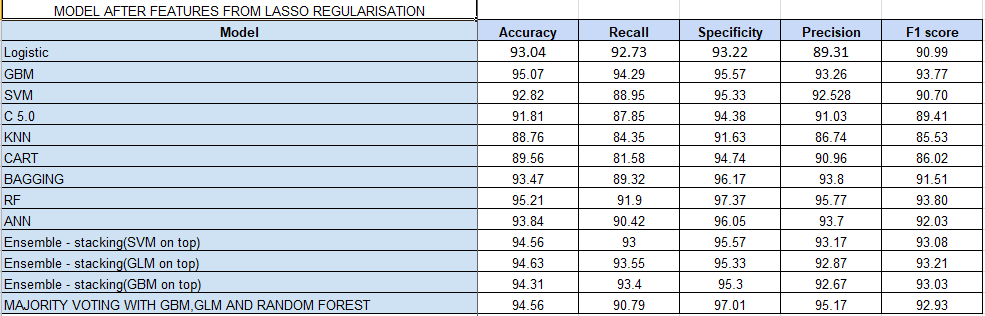 MODEL AFTER FEATURES FROM LASSO REGULARISATION
Model Accuracy Recall Specificity Precision F1 score
Logistic 93.04 92.73 93.22 89.31 90.99
GBM 95.07 94.29 95.57 93.26 93.77
SVM 92.82 88.95 95.33 92.528 90.70
C 5.0 91.81 87.85 94.38 91.03 89.41
KNN 88.76 84.35 91.63 86.74 85.53
CART 89.56 81.58 94.74 90.96 86.02
BAGGING 93.47 89.32 96.17 93.8 91.51
RF 95.21 91.9 97.37 95.77 93.80
ANN 93.84 90.42 96.05 93.7 92.03
Ensemble - stacking(SVM on top) 94.56 93 95.57 93.17 93.08
Ensemble - stacking(GLM on top) 94.63 93.55 95.33 92.87 93.21
Ensemble - stacking(GBM on top) 94.31 93.4 95.3 92.67 93.03
MAJORITY VOTING WITH GBM,GLM AND RANDOM FOREST 94.56 90.79 97.01 95.17 92.93